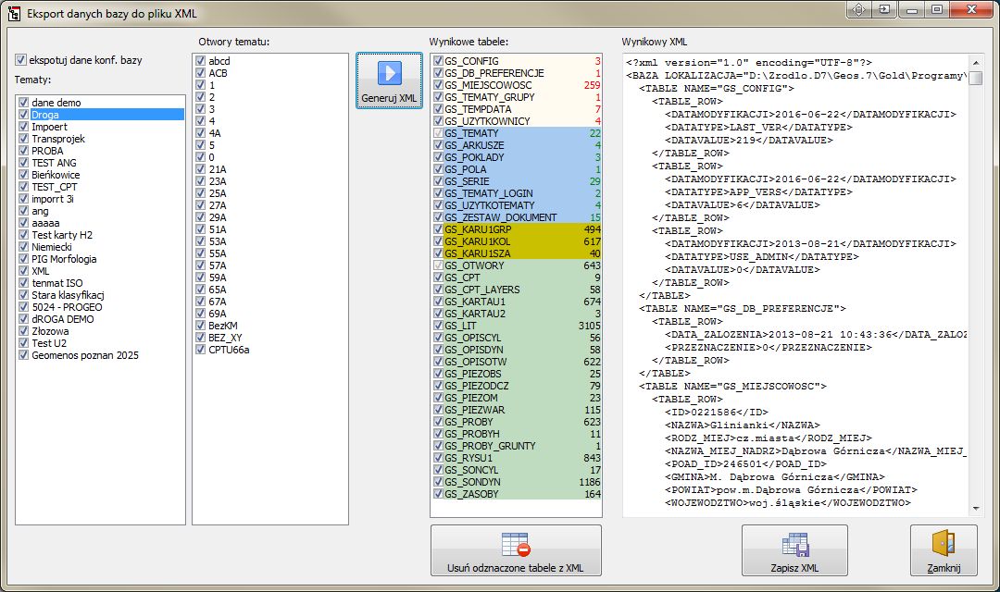 Eksport danych bazy do pliku XML
ekspotuj dane konf. bazy
Tematy:
dane demo
Droga
Impoert
Transprojek
PROBA
TEST ANG
Bieńkowice
TEST_CPT
imporrt 3i
ang
aaaaa
Test karty H2
Niemiecki
PIG Morfologia
XML
tenmat ISO
Stara klasyfikacj
5024 - PROGEO
dROGA DEMO
Złozowa
Test U2
Geomenos poznan 2025
Otwory tematu:
abcd
ACB
1
2
3
4
4A
5
0
21A
23A
25A
27A
29A
51A
53A
55A
57A
59A
65A
67A
69A
BezKM
BEZ_XY
CPTU66a
Generuj XML
Wynikowe tabele:
GS_CONFIG 3
GS_DB_PREFERENCJE 1
GS_MIEJSCOWOSC 259
GS_TEMATY_GRUPY 1
GS_TEMPDATA 7
GS_UZYTKOWNICY 4
GS_TEMATY 22
GS_ARKUSZE 4
GS_POKLADY 3
GS_POLA 1
GS_SERIE 29
GS_TEMATY_LOGIN 2
GS_UZYTKOTEMATY 4
GS_ZESTAW_DOKUMENT 15
GS_KARU1GRP 494
GS_KARU1KOL 617
GS_KARU1SZA 40
GS_OTWORY 643
GS_CPT 9
GS_CPT_LAYERS 58
GS_KARTAU1 674
GS_KARTAU2 3
GS_LIT 3105
GS_OPISCYL 56
GS_OPISDYN 58
GS_OPISOTW 622
GS_PIEZOBS 25
GS_PIEZODCZ 79
GS_PIEZOM 23
GS_PIEZWAR 115
GS_PROBY 623
GS_PROBYH 11
GS_PROBY_GRUNTY 1
GS_RYSU1 843
GS_SONCYL 17
GS_SONDYN 1186
GS_ZASOBY 164
Usuń odznaczone tabele z XML
Wynikowy XML
<?xml version="1.0" encoding="UTF-8"?>
<BAZA LOKALIZACJA="D:\Zrodlo.D7\Geos.7\Gold\Programy\
<TABLE NAME="GS_CONFIG">
<TABLE_ROW>
<DATAMODYFIKACJI>2016-06-22</DATAMODYFIKACJI>
<DATATYPE>LAST_VER</DATATYPE>
<DATAVALUE>219</DATAVALUE>
</TABLE_ROW>
<TABLE_ROW>
<DATAMODYFIKACJI>2016-06-22</DATAMODYFIKACJI>
<DATATYPE>APP_VERS</DATATYPE>
<DATAVALUE>6</DATAVALUE>
</TABLE_ROW>
<TABLE_ROW>
<DATAMODYFIKACJI>2013-08-21</DATAMODYFIKACJI>
<DATATYPE>USE_ADMIN</DATATYPE>
<DATAVALUE>0</DATAVALUE>
</TABLE_ROW>
</TABLE>
<TABLE NAME="GS_DB_PREFERENCJE">
<TABLE_ROW>
<DATA_ZALOZENIA>2013-08-21 10:43:36</DATA_ZALOZ
<PRZEZNACZENIE>0</PRZEZNACZENIE>
</TABLE_ROW>
</TABLE>
<TABLE NAME="GS_MIEJSCOWOSC">
<TABLE_ROW>
<ID>0221586</ID>
<NAZWA>Glinianki</NAZWA>
<RODZ_MIEJ>cz.miasta</RODZ_MIEJ>
<NAZWA_MIEJ_NADRZ>Dąbrowa Górnicza</NAZWA_MIEJ_
<POAD_ID>246501</POAD_ID>
<GMINA>M. Dąbrowa Górnicza</GMINA>
<POWIAT>pow.m.Dąbrowa Górnicza</POWIAT>
<WOJEWODZTWO>woj.śląskie</WOJEWODZTWO>
Zapisz XML
Zamknij